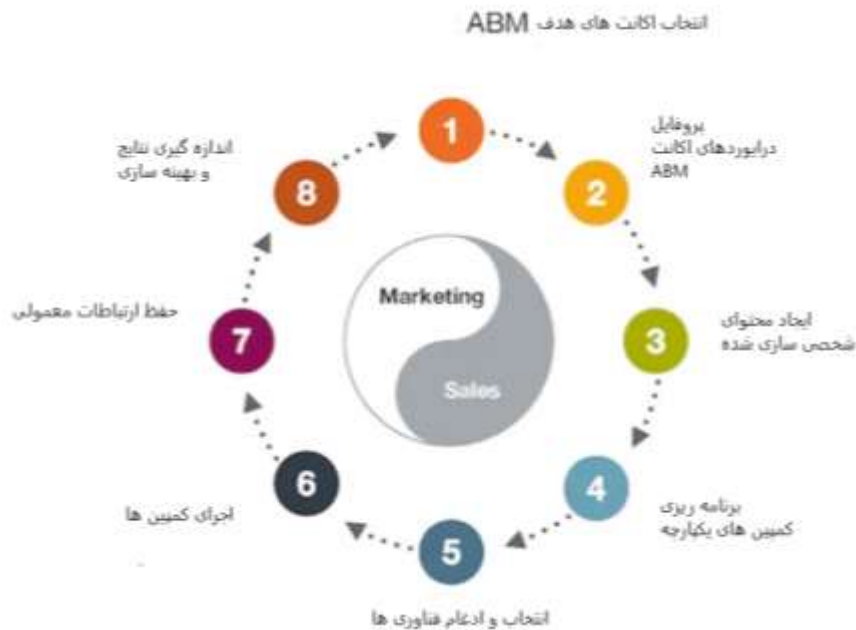 انتخاب اکانت های هدف ABM
1
پروفایل
درایوردهای اکانت
ABM
2
ایجاد محتوای
شخصی سازی شده
3
برنامه ریزی
کمپین های یکپارچه
4
انتخاب و ادغام فناوری ها
5
اجرای کمپین ها
6
حفظ ارتباطات معمولی
7
اندازه گیری نتایج
و بهینه سازی
8
Marketing
Sales